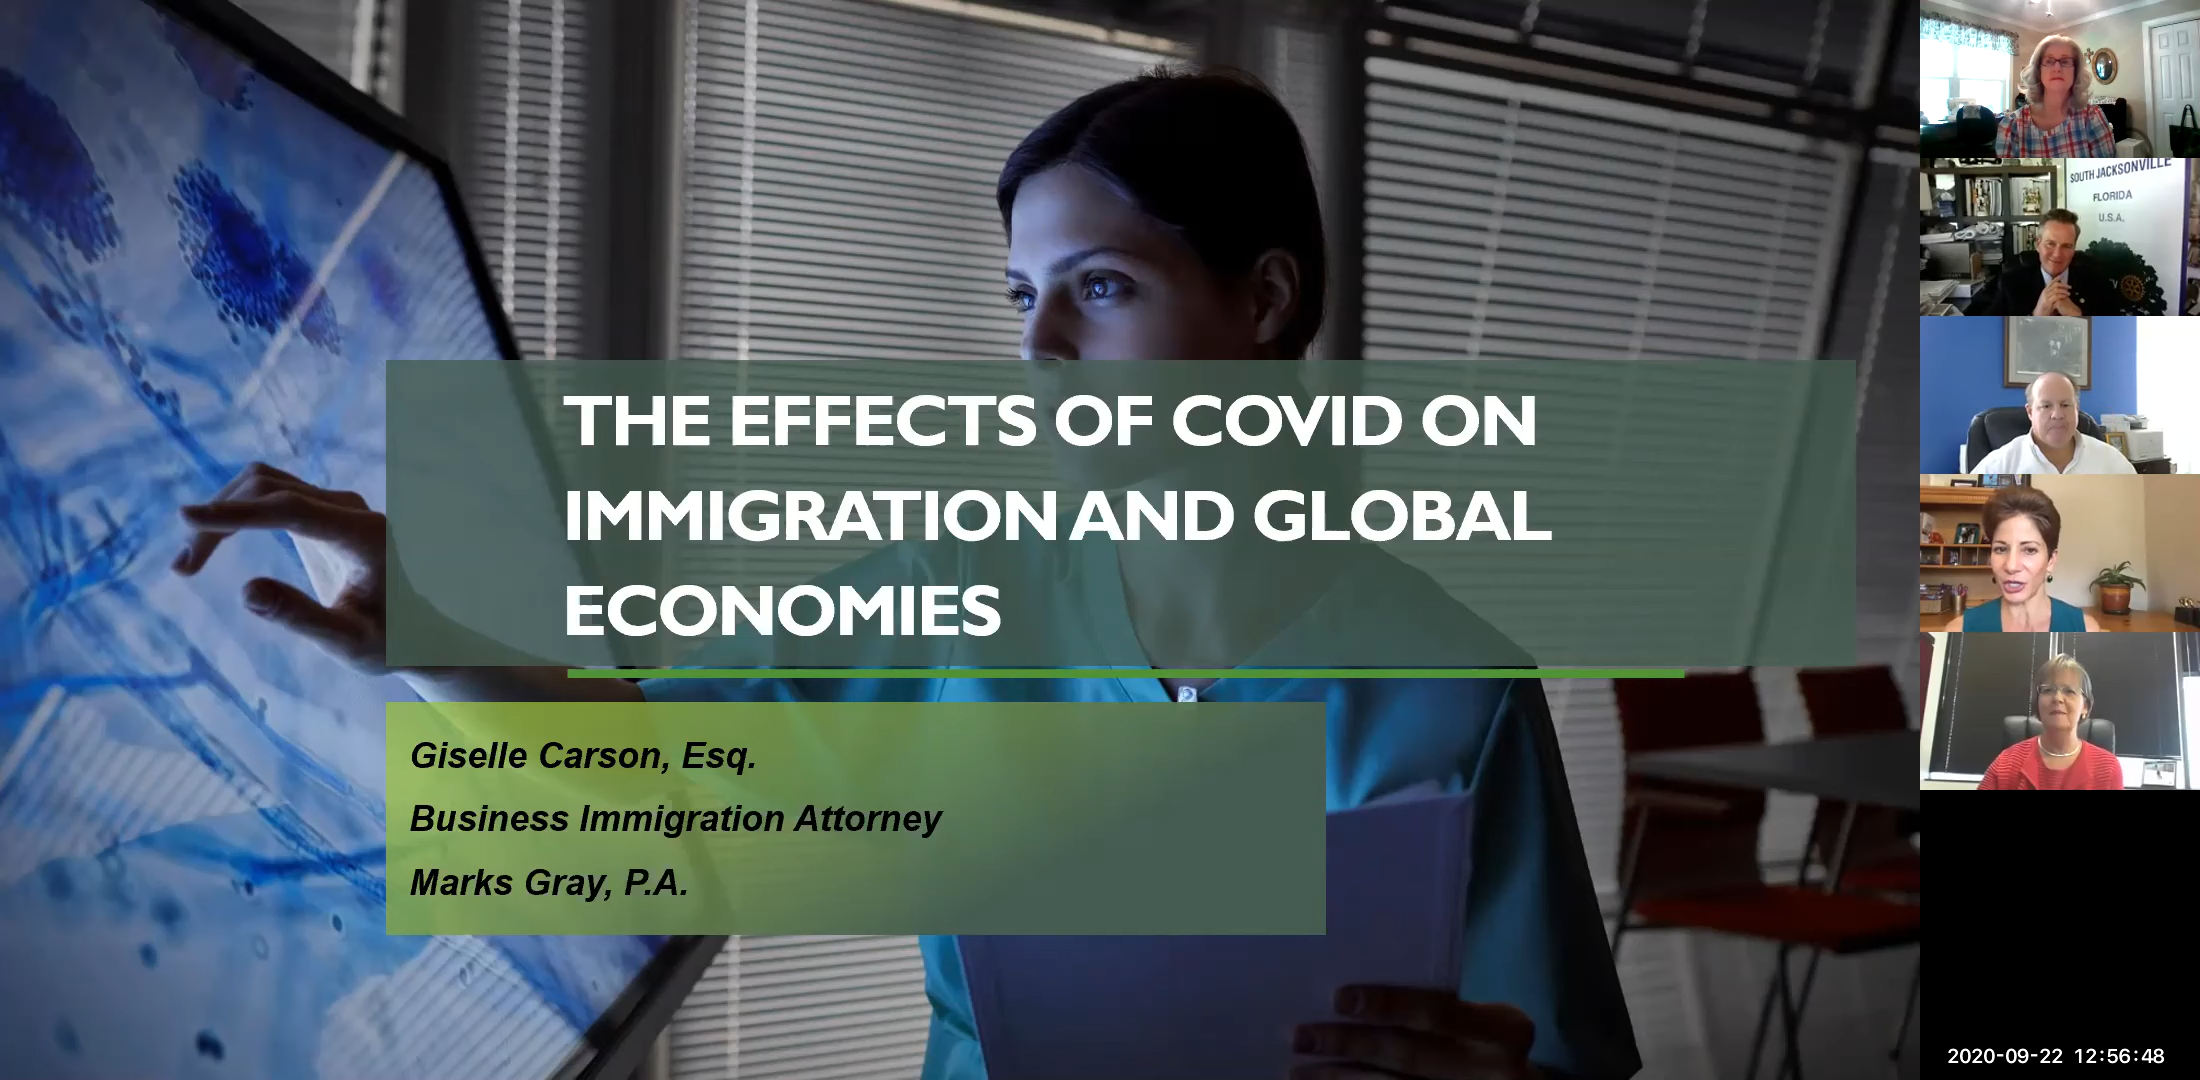 THE EFFECTS OF COVID ON
IMMIGRATION AND GLOBAL
ECONOMIES
Giselle Carson, Esq.
Business Immigration Attorney
Marks Gray, P.A.
SOUTH JACKSONVILLE
FLORIDA
U.S.A.
2020-09-22 12:56:48